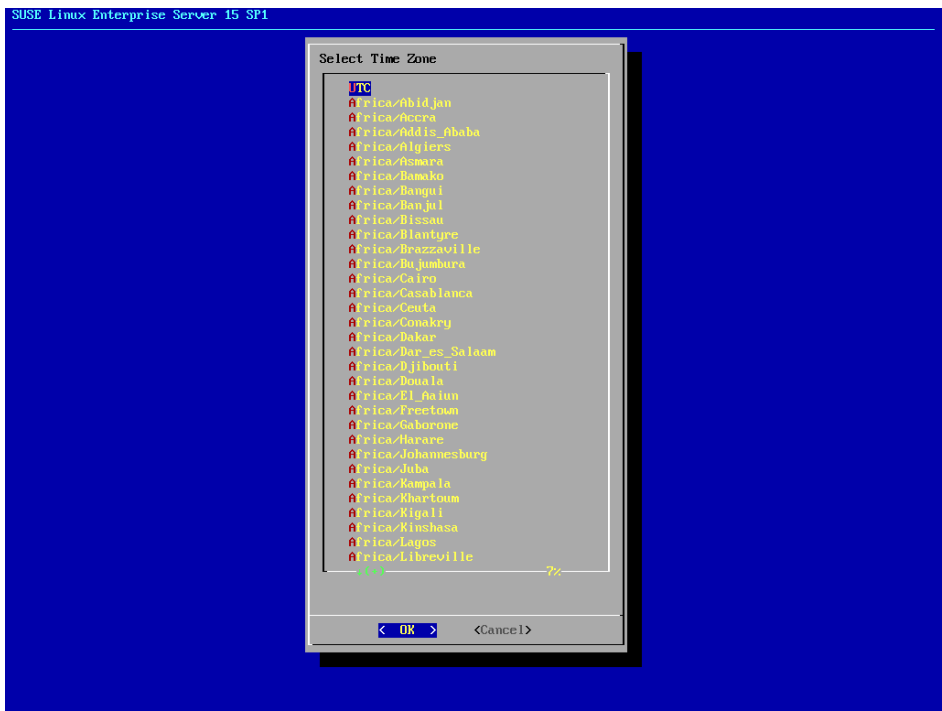 SUSE Linux Enterprise Server 15 SP1
Select Time Zone
UTC
Africa/Abidjan
Africa/Accra
Africa/Addis_Ababa
Africa/Algiers
Africa/Asmara
Africa/Bamako
Africa/Bangui
Africa/Banjul
Africa/Bissau
Africa/Blantyre
Africa/Brazzaville
Africa/Bujumbura
Africa/Cairo
Africa/Casablanca
Africa/Ceuta
Africa/Conakry
Africa/Dakar
Africa/Dar_es_Salaam
Africa/Djibouti
Africa/Douala
Africa/El_Aaiun
Africa/Freetown
Africa/Gaborone
Africa/Harare
Africa/Johannesburg
Africa/Juba
Africa/Kampala
Africa/Khartoum
Africa/Kigali
Africa/Kinshasa
Africa/Lagos
Africa/Libreville
7%
< OK > <Cancel>